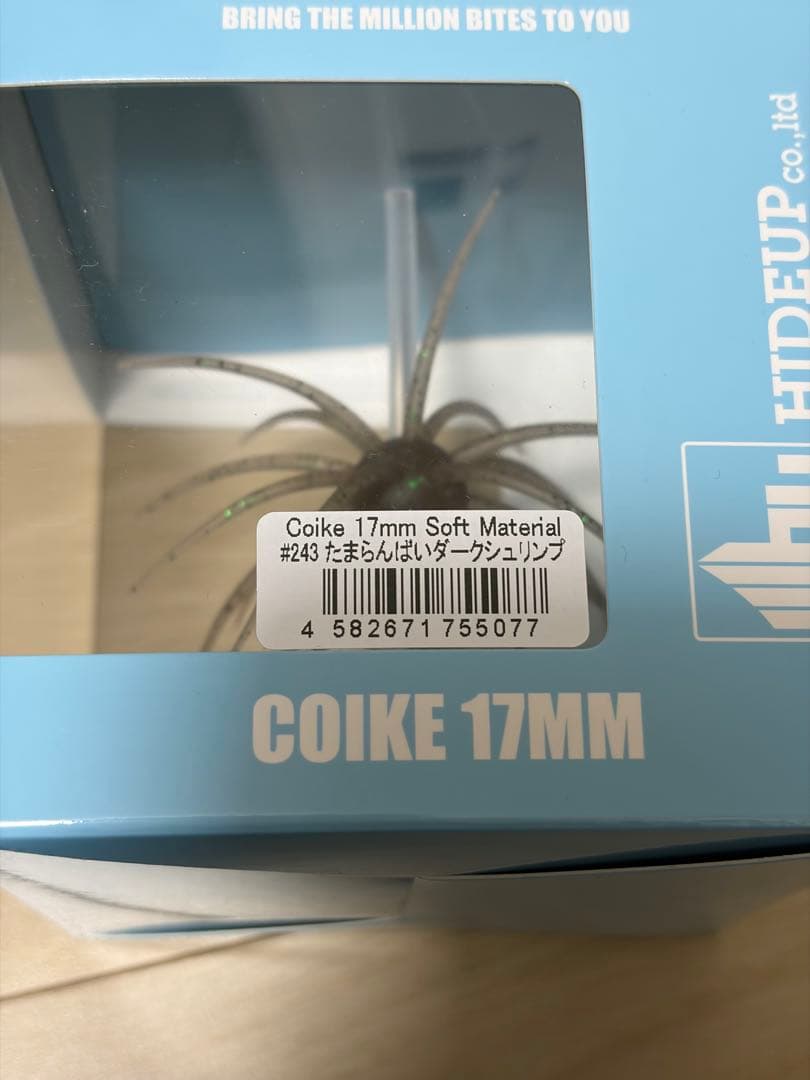 BRING THE MILLION BITES TO YOU
HIDEUP co.,ltd
hu
Coike 17mm Soft Material
#243 たまらんばいダークシュリンプ
4 582671 755077
COIKE 17MM